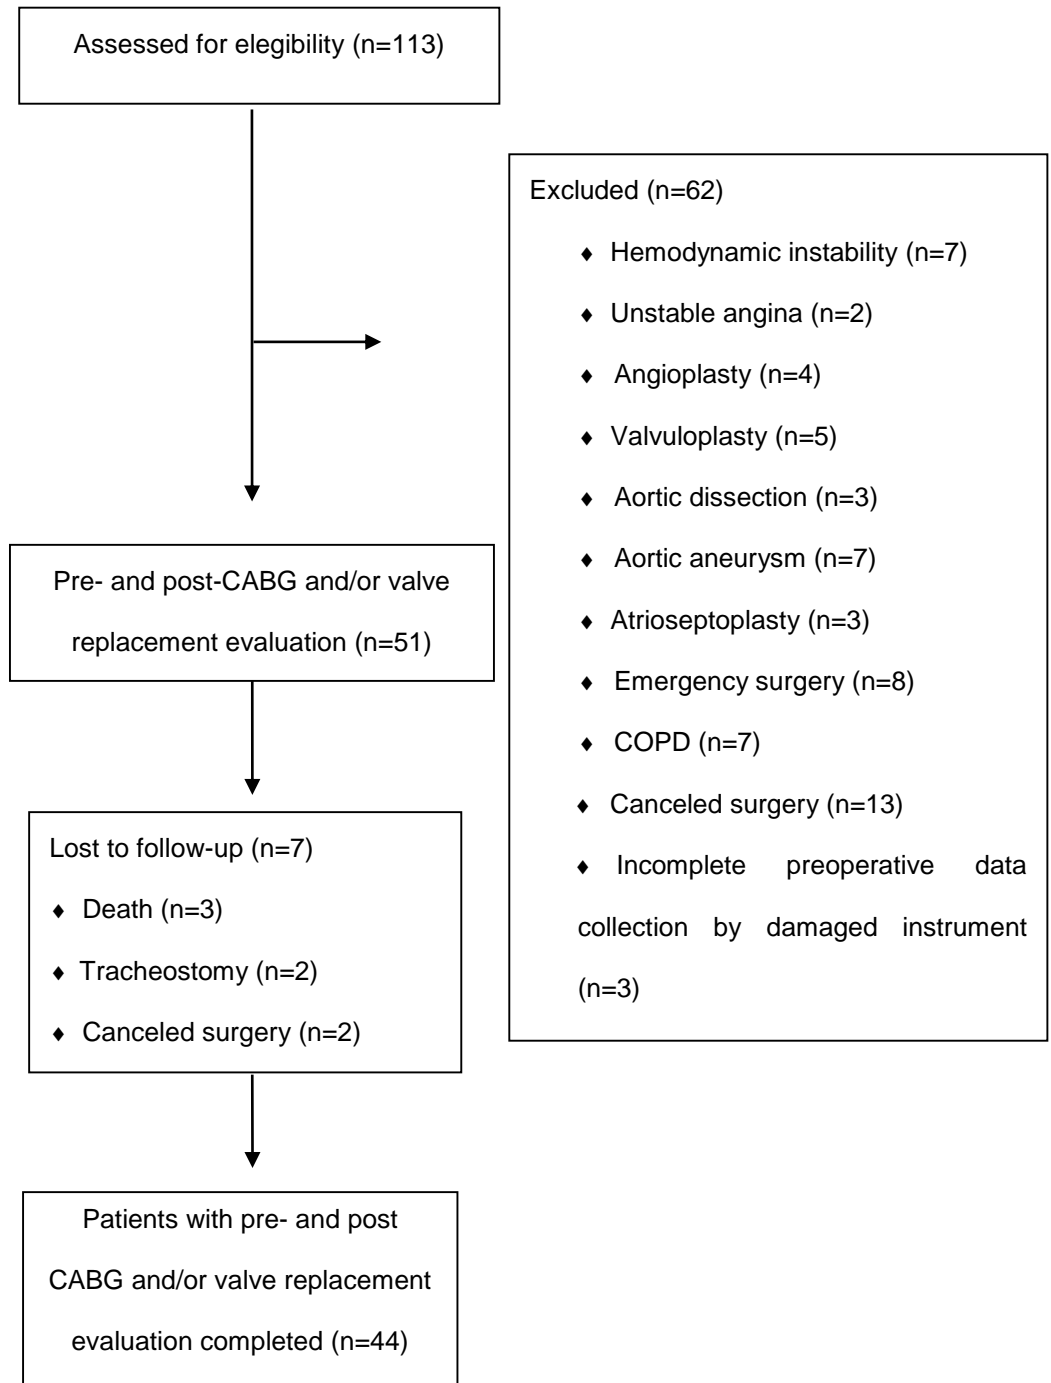 Assessed for elegibility (n=113)
Excluded (n=62)
♦ Hemodynamic instability (n=7)
♦ Unstable angina (n=2)
♦ Angioplasty (n=4)
♦ Valvuloplasty (n=5)
♦ Aortic dissection (n=3)
♦ Aortic aneurysm (n=7)
♦ Atrioseptoplasty (n=3)
♦ Emergency surgery (n=8)
♦ COPD (n=7)
♦ Canceled surgery (n=13)
♦ Incomplete preoperative data
collection by damaged instrument
(n=3)
Pre- and post-CABG and/or valve
replacement evaluation (n=51)
Lost to follow-up (n=7)
♦ Death (n=3)
♦ Tracheostomy (n=2)
♦ Canceled surgery (n=2)
Patients with pre- and post
CABG and/or valve replacement
evaluation completed (n=44)